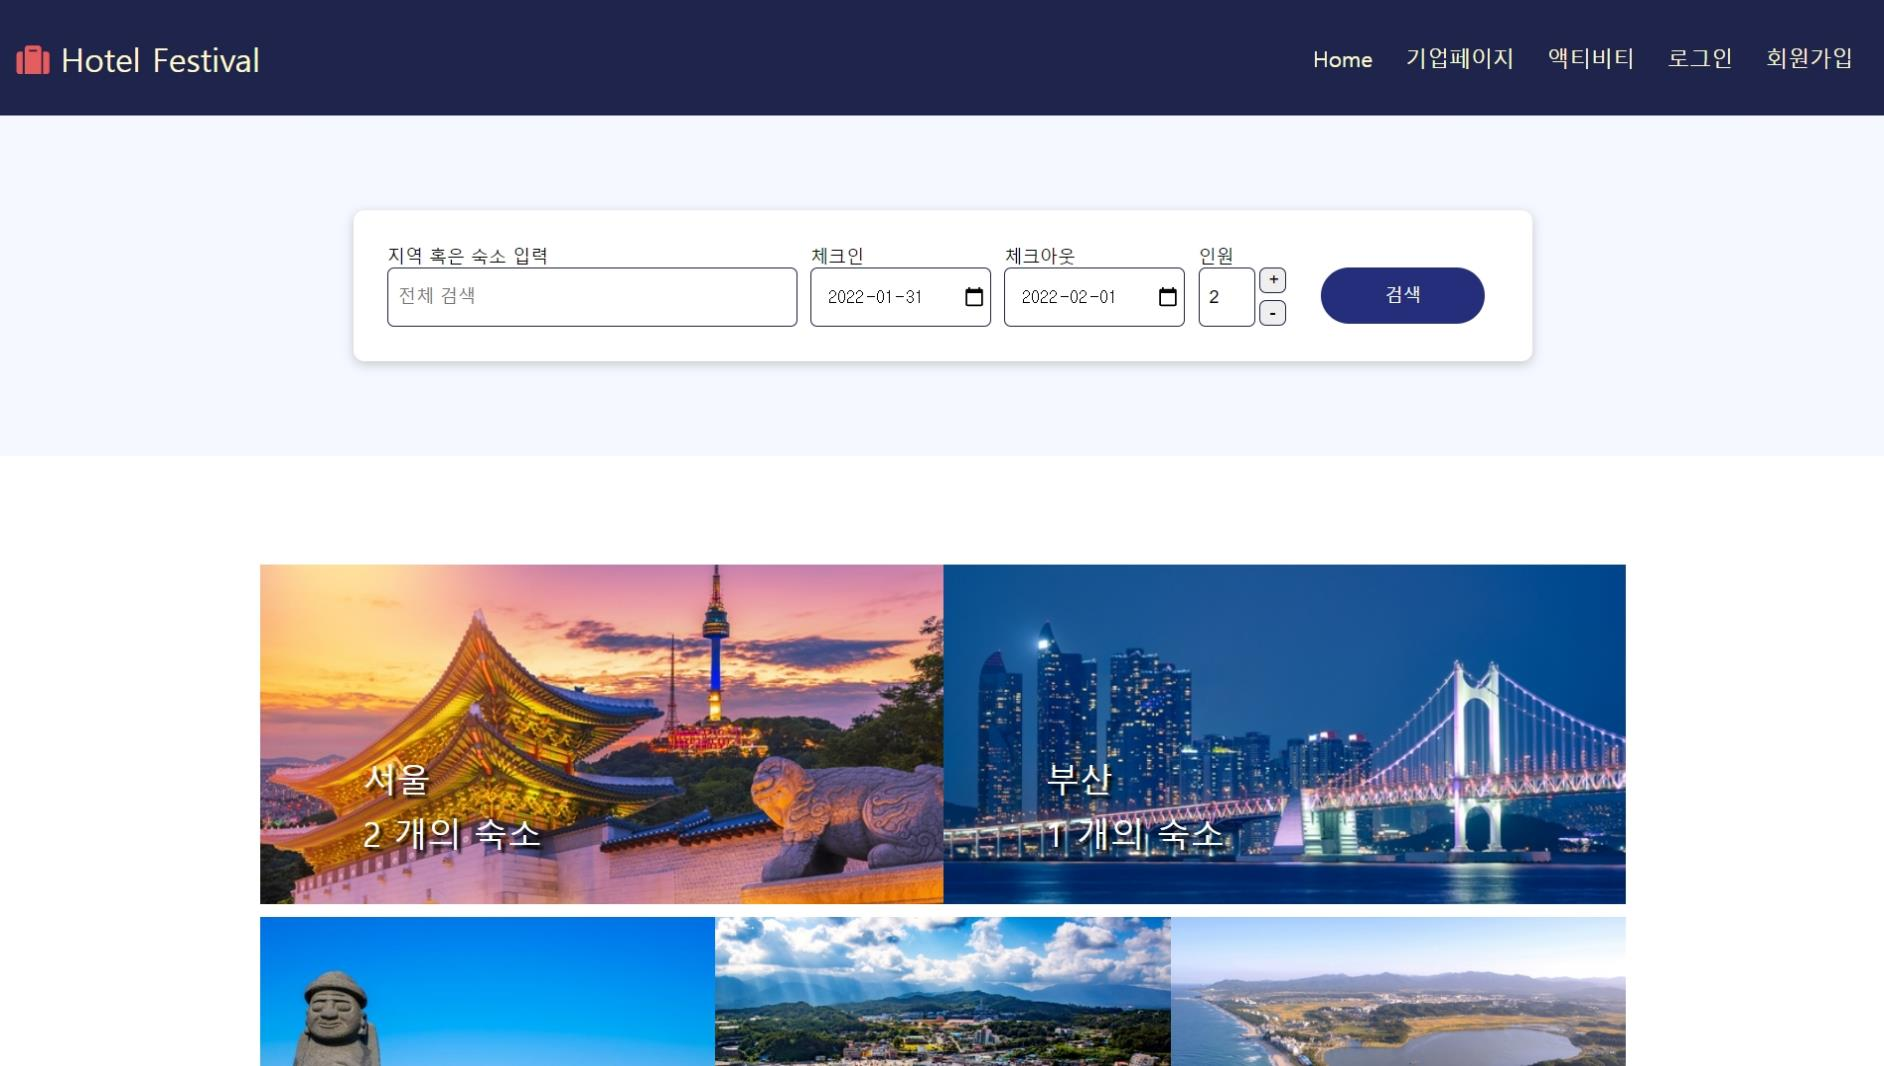 Hotel Festival
Home 기업페이지 액티비티 로그인 회원가입
지역 혹은 숙소 입력 체크인 체크아웃 인원
전체 검색 2022-01-31 2022-02-01 2 + - 검색
서울
2 개의 숙소
부산
1 개의 숙소